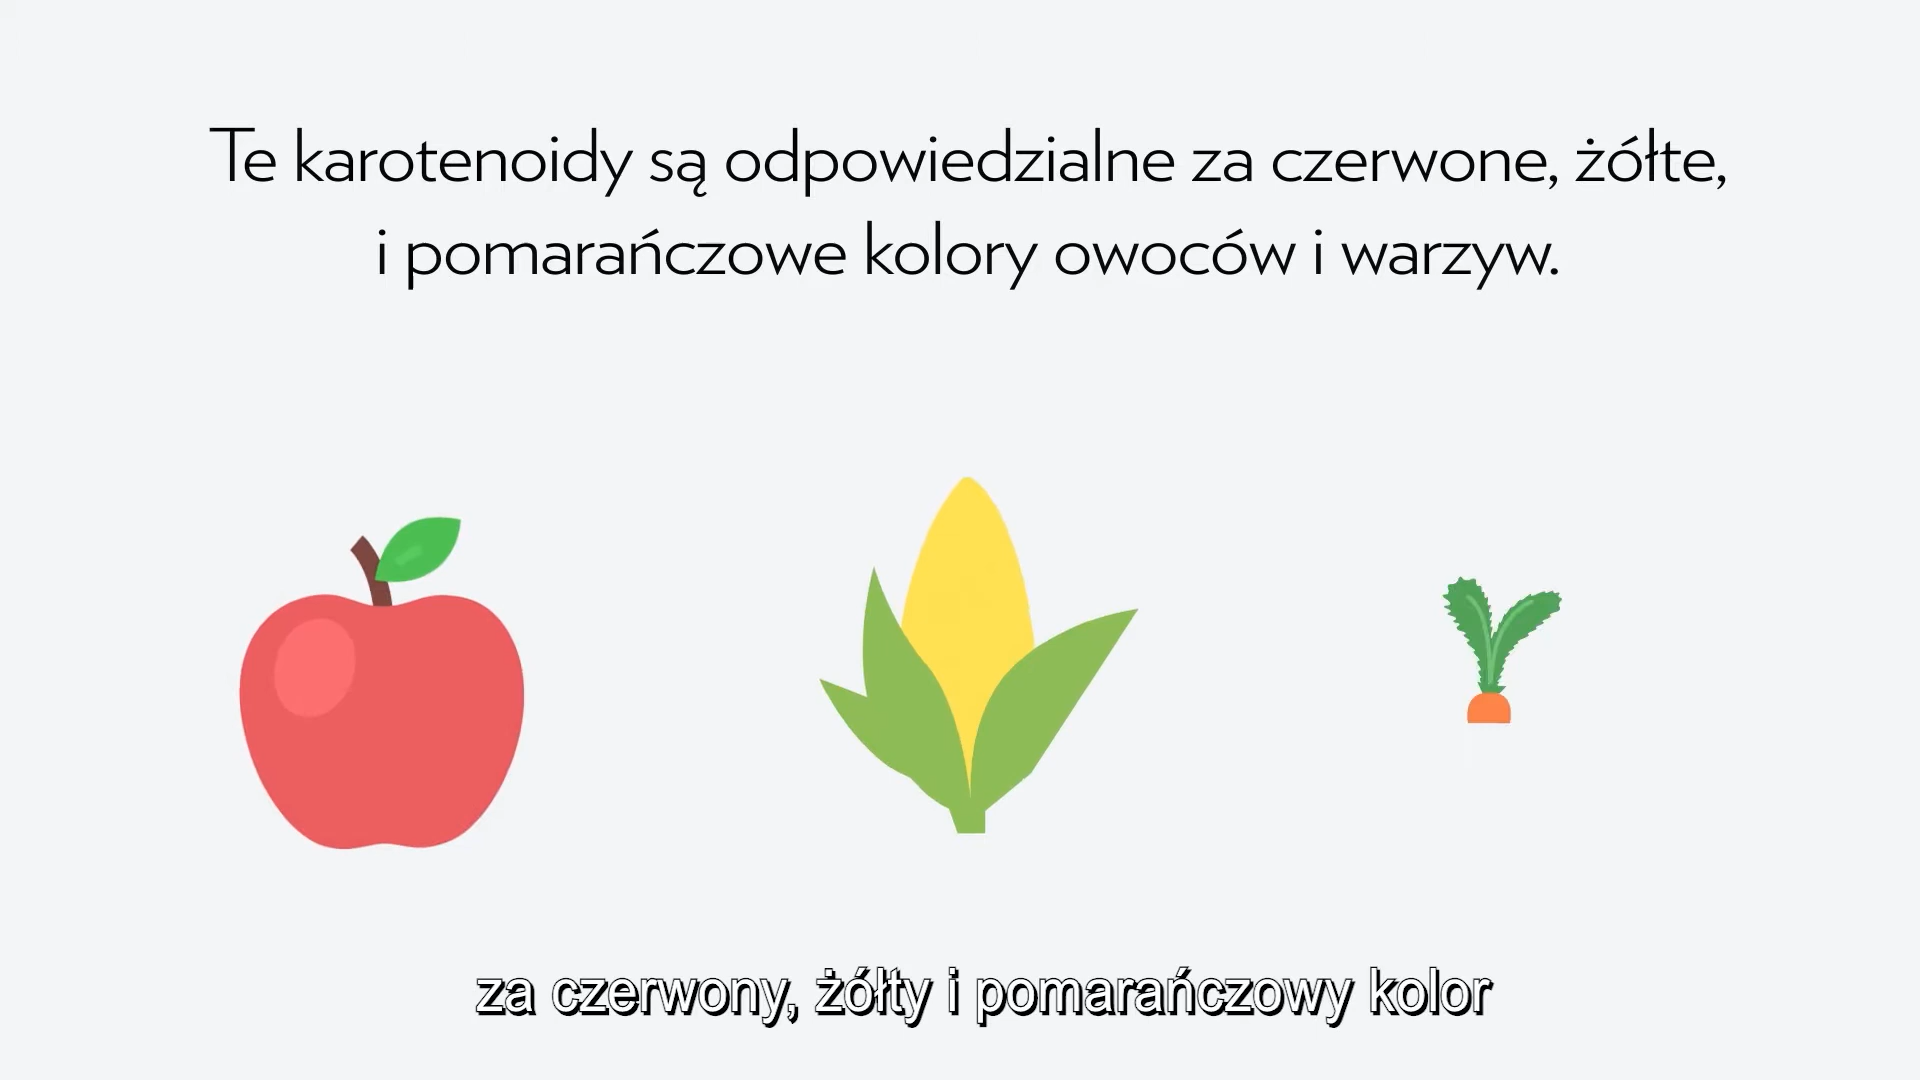 Te karotenoidy są odpowiedzialne za czerwone, żółte,
i pomarańczowe kolory owoców i warzyw.
za czerwony, żółty i pomarańczowy kolor